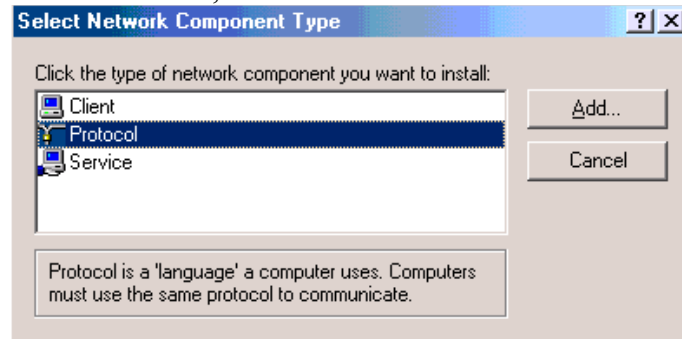 Select Network Component Type
Click the type of network component you want to install:
Client
Add...
Protocol
Service
Cancel
Protocol is a 'language' a computer uses. Computers
must use the same protocol to communicate.